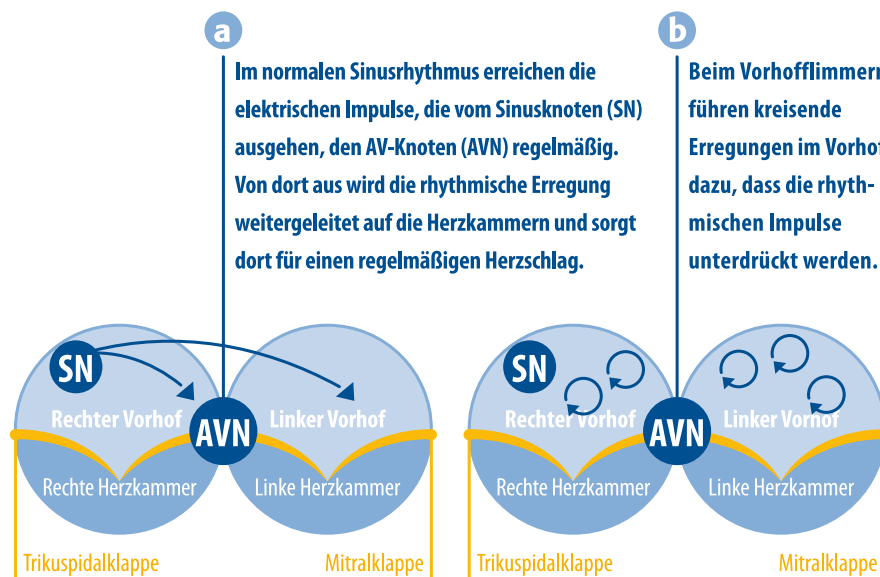 a
Im normalen Sinusrhythmus erreichen die
elektrischen Impulse, die vom Sinusknoten (SN)
ausgehen, den AV-Knoten (AVN) regelmäßig.
Von dort aus wird die rhythmische Erregung
weitergeleitet auf die Herzkammern und sorgt
dort für einen regelmäßigen Herzschlag.
SN
Rechter Vorhof
AVN
Linker Vorhof
Rechte Herzkammer
Linke Herzkammer
Trikuspidalklappe
Mitralklappe
b
Beim Vorhofflimmern
führen kreisende
Erregungen im Vorhof
dazu, dass die rhyth-
mischen Impulse
unterdrückt werden.
SN
Rechter Vorhof
AVN
Linker Vorhof
Rechte Herzkammer
Linke Herzkammer
Trikuspidalklappe
Mitralklappe